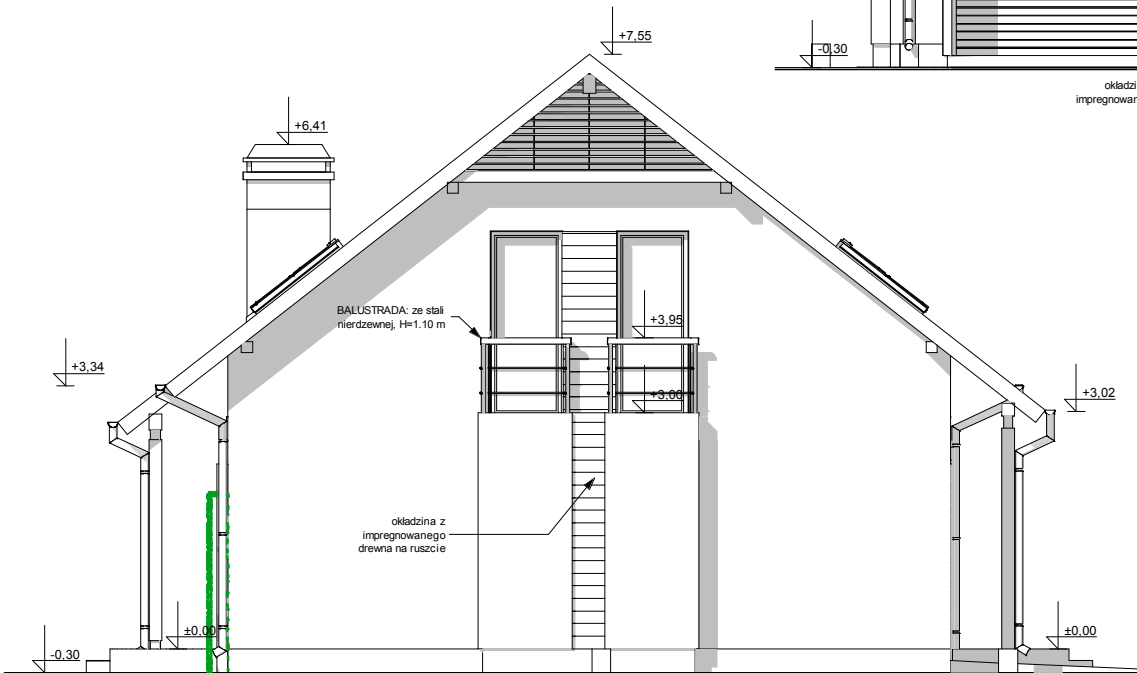 +7,55
-0,30
okładzi
impregnowar
+6,41
BALUSTRADA: ze stali
nierdzewnej, H=1.10 m
+3,95
+3,34
+3,00
+3,02
okładzina z
impregnowanego
drewna na ruszcie
±0,00
±0,00
-0,30